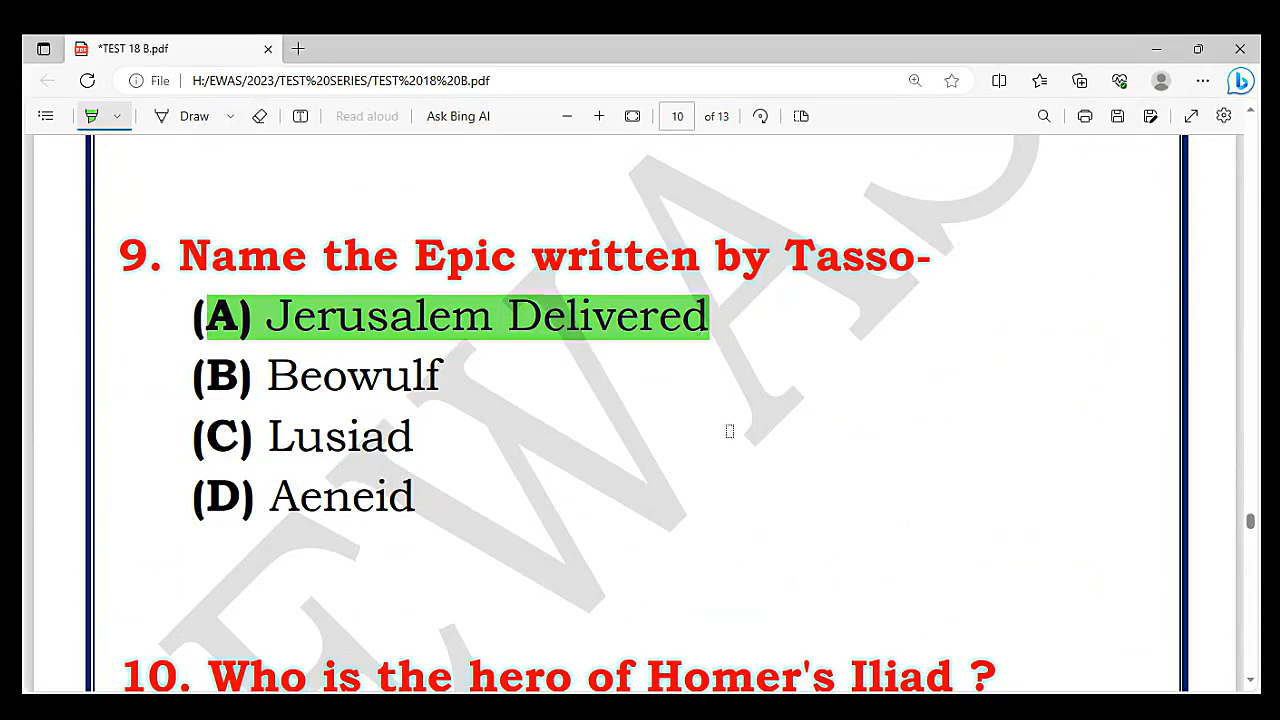 *TEST 18 B.pdf
File H:/EWAS/2023/TEST%20SERIES/TEST%2018%20B.pdf
Draw Read aloud Ask Bing AI 10 of 13
9. Name the Epic written by Tasso-
(A) Jerusalem Delivered
(B) Beowulf
(C) Lusiad
(D) Aeneid
10. Who is the hero of Homer's Iliad ?
EWAS